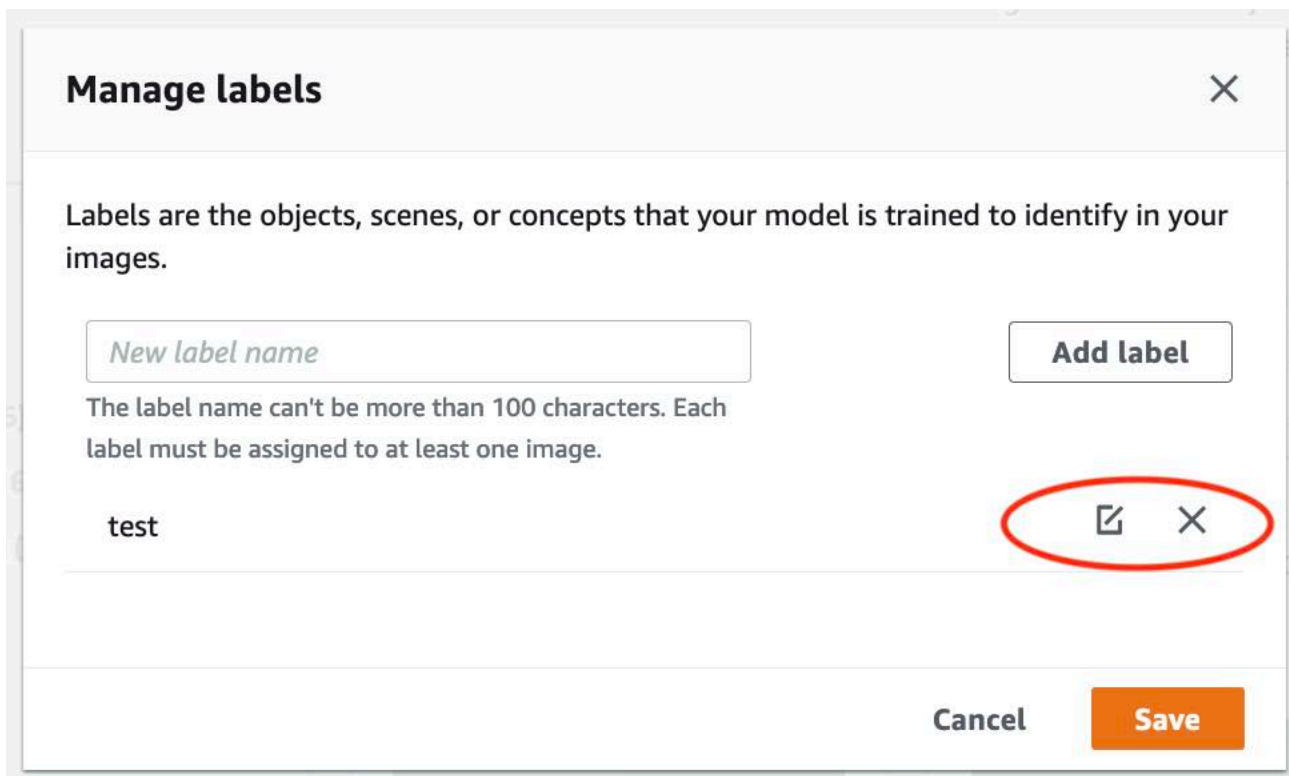 Manage labels
Labels are the objects, scenes, or concepts that your model is trained to identify in your
images.
New label name
Add label
The label name can't be more than 100 characters. Each
label must be assigned to at least one image.
test
Cancel
Save